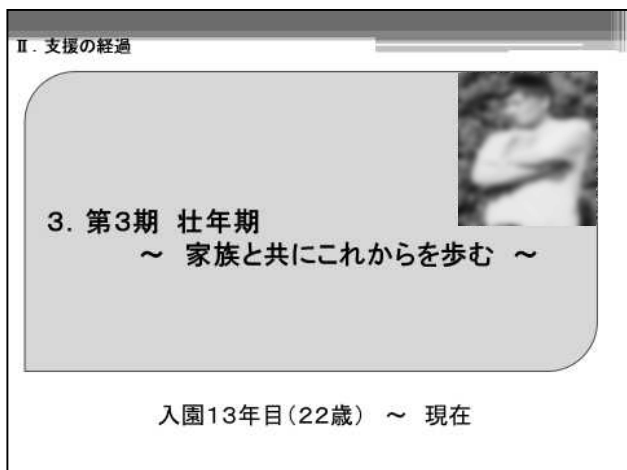 Ⅱ．支援の経過
３．第３期 壮年期
～ 家族と共にこれからを歩む ～
入園１３年目（２２歳） ～ 現在